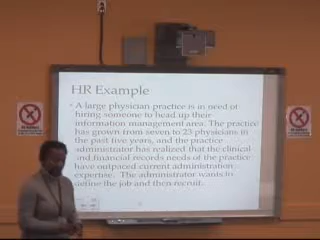 HR Example
• A large physician practice is in need of
hiring someone to head up their
information management area. The practice
has grown from seven to 23 physicians in
the past five years, and the practice
administrator has realized that the clinical
and financial records needs of the practice
have outpaced current administration
expertise. The administrator wants to
define the job and then recruit.